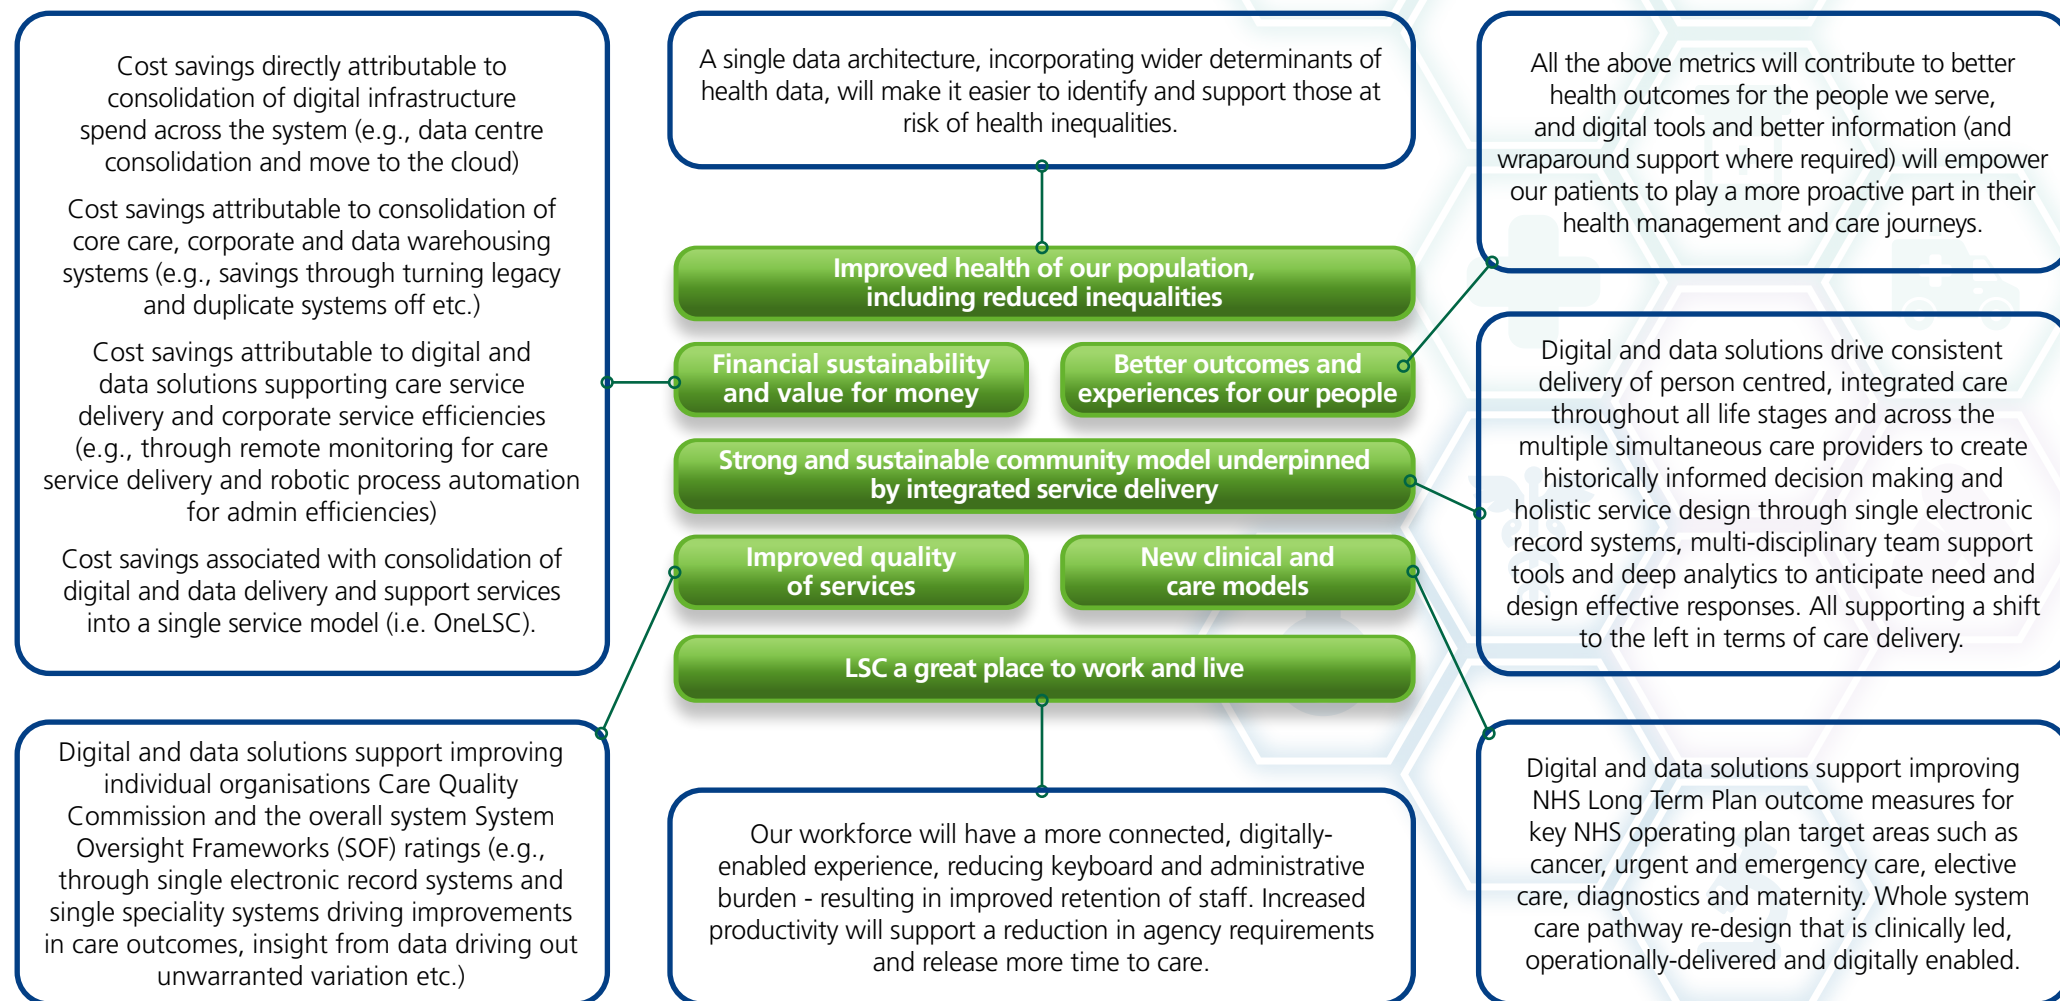 Cost savings directly attributable to
consolidation of digital infrastructure
spend across the system (e.g., data centre
consolidation and move to the cloud)
Cost savings attributable to consolidation of
core care, corporate and data warehousing
systems (e.g., savings through turning legacy
and duplicate systems off etc.)
Cost savings attributable to digital and
data solutions supporting care service
delivery and corporate service efficiencies
(e.g., through remote monitoring for care
service delivery and robotic process automation
for admin efficiencies)
Cost savings associated with consolidation of
digital and data delivery and support services
into a single service model (i.e. OneLSC).
A single data architecture, incorporating wider determinants of
health data, will make it easier to identify and support those at
risk of health inequalities.
All the above metrics will contribute to better
health outcomes for the people we serve,
and digital tools and better information (and
wraparound support where required) will empower
our patients to play a more proactive part in their
health management and care journeys.
Improved health of our population,
including reduced inequalities
Financial sustainability
and value for money
Better outcomes and
experiences for our people
Strong and sustainable community model underpinned
by integrated service delivery
Improved quality
of services
New clinical and
care models
LSC a great place to work and live
Digital and data solutions drive consistent
delivery of person centred, integrated care
throughout all life stages and across the
multiple simultaneous care providers to create
historically informed decision making and
holistic service design through single electronic
record systems, multi-disciplinary team support
tools and deep analytics to anticipate need and
design effective responses. All supporting a shift
to the left in terms of care delivery.
Digital and data solutions support improving
individual organisations Care Quality
Commission and the overall system System
Oversight Frameworks (SOF) ratings (e.g.,
through single electronic record systems and
single speciality systems driving improvements
in care outcomes, insight from data driving out
unwarranted variation etc.)
Our workforce will have a more connected, digitally-
enabled experience, reducing keyboard and administrative
burden - resulting in improved retention of staff. Increased
productivity will support a reduction in agency requirements
and release more time to care.
Digital and data solutions support improving
NHS Long Term Plan outcome measures for
key NHS operating plan target areas such as
cancer, urgent and emergency care, elective
care, diagnostics and maternity. Whole system
care pathway re-design that is clinically led,
operationally-delivered and digitally enabled.